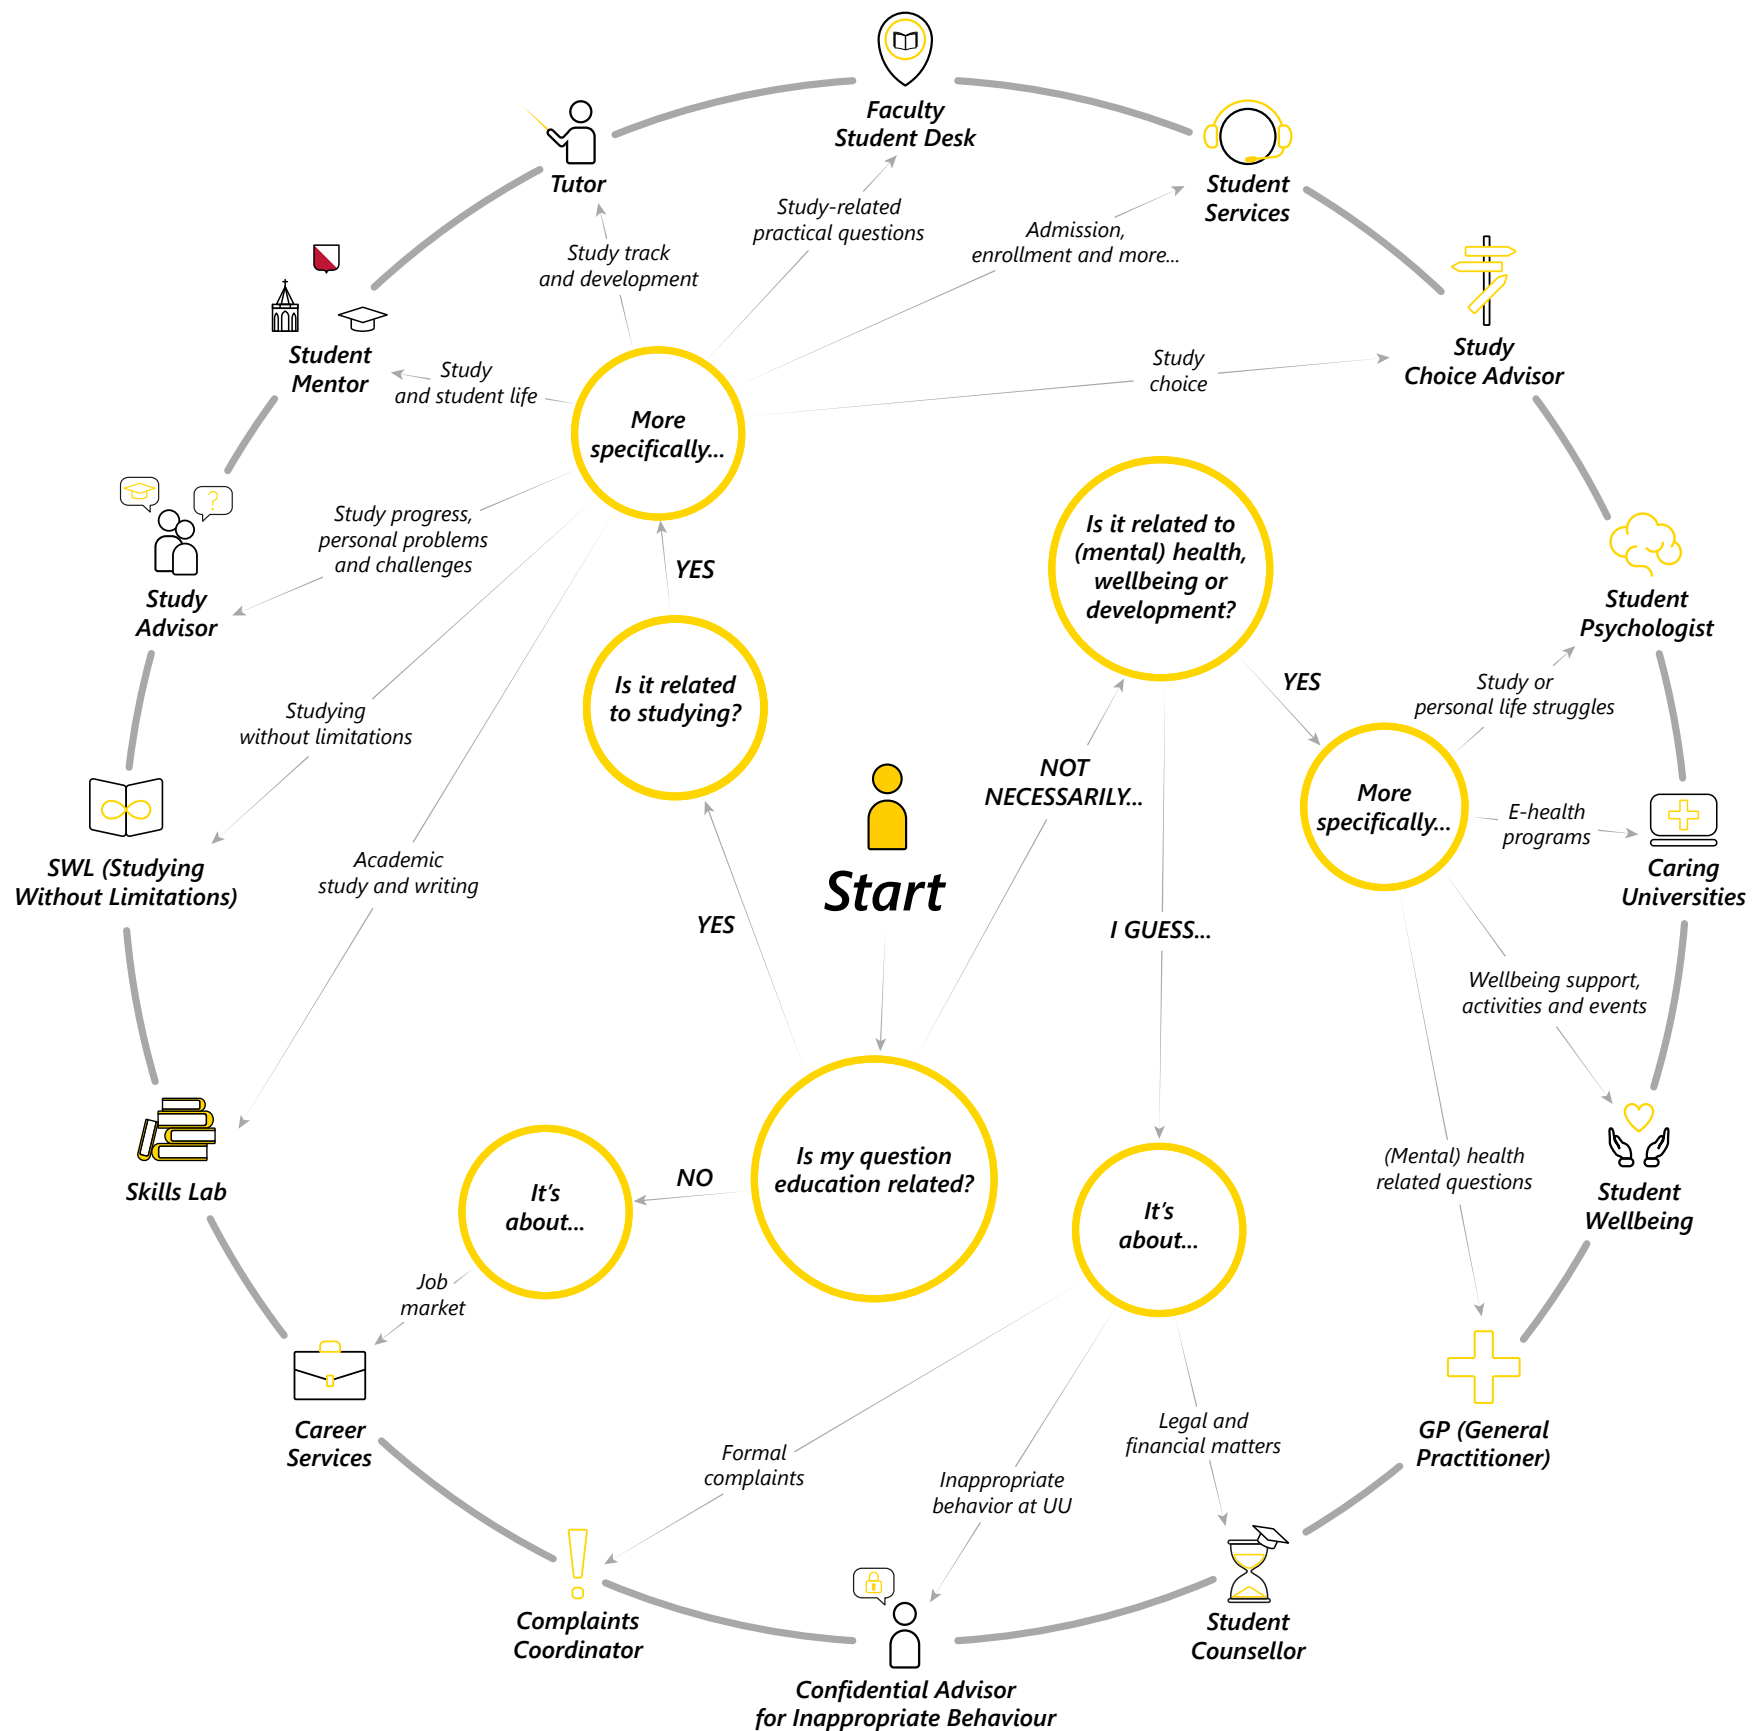 Faculty
Student Desk
Tutor
Student
Services
Study-related
practical questions
Admission,
enrollment and more...
Study track
and development
Student
Mentor
Study
and student life
Study
choice
Study
Choice Advisor
More
specifically...
Is it related to
(mental) health,
wellbeing or
development?
?
Study progress,
personal problems
and challenges
YES
Study
Advisor
Student
Psychologist
Is it related
to studying?
YES
Study or
personal life struggles
Studying
without limitations
NOT
NECESSARILY...
More
specifically...
E-health
programs
SWL (Studying
Without Limitations)
Academic
study and writing
Start
Caring
Universities
YES
I GUESS...
Wellbeing support,
activities and events
Is my question
education related?
(Mental) health
related questions
Skills Lab
NO
It's
about...
It's
about...
Student
Wellbeing
Job
market
Career
Services
Formal
complaints
Inappropriate
behavior at UU
Legal and
financial matters
GP (General
Practitioner)
Complaints
Coordinator
Student
Counsellor
Confidential Advisor
for Inappropriate Behaviour